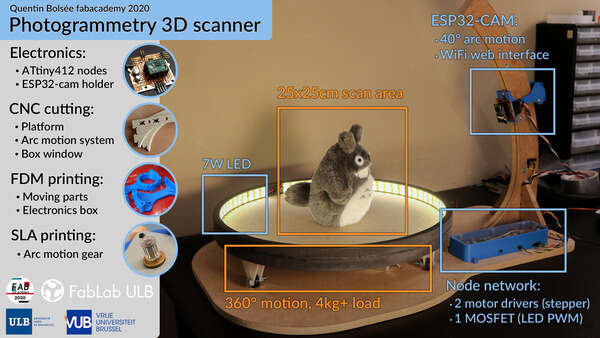 Quentin Bolsée fabacademy 2020
Photogrammetry 3D scanner
Electronics:
• ATtiny412 nodes
• ESP32-cam holder
CNC cutting:
• Platform
• Arc motion system
• Box window
FDM printing:
• Moving parts
• Electronics box
SLA printing:
• Arc motion gear
FAB
2020
FabLab ULB
ULB
VUB
VRIJE
UNIVERSITEIT
BRUSSEL
7W LED
25x25cm scan area
360° motion, 4kg+ load
ESP32-CAM:
• 40° arc motion
• WiFi web interface
Node network:
• 2 motor drivers (stepper)
• 1 MOSFET (LED PWM)